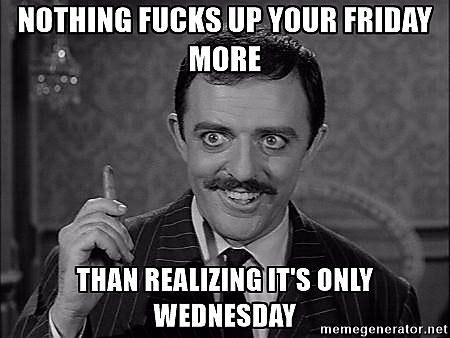 NOTHING FUCKS UP YOUR FRIDAY
MORE
THAN REALIZING IT'S ONLY
WEDNESDAY
memegenerator.net